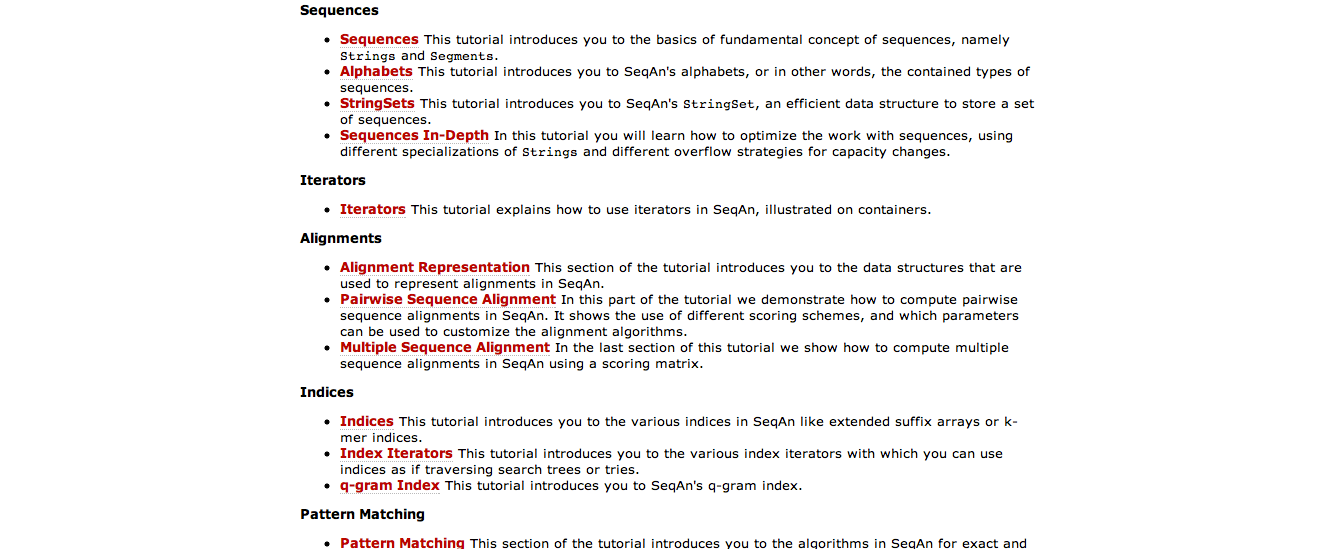 Sequences
Sequences This tutorial introduces you to the basics of fundamental concept of sequences, namely
Strings and Segments.
Alphabets This tutorial introduces you to SeqAn's alphabets, or in other words, the contained types of
sequences.
StringSets This tutorial introduces you to SeqAn's StringSet, an efficient data structure to store a set
of sequences.
Sequences In-Depth In this tutorial you will learn how to optimize the work with sequences, using
different specializations of Strings and different overflow strategies for capacity changes.
Iterators
Iterators This tutorial explains how to use iterators in SeqAn, illustrated on containers.
Alignments
Alignment Representation This section of the tutorial introduces you to the data structures that are
used to represent alignments in SeqAn.
Pairwise Sequence Alignment In this part of the tutorial we demonstrate how to compute pairwise
sequence alignments in SeqAn. It shows the use of different scoring schemes, and which parameters
can be used to customize the alignment algorithms.
Multiple Sequence Alignment In the last section of this tutorial we show how to compute multiple
sequence alignments in SeqAn using a scoring matrix.
Indices
Indices This tutorial introduces you to the various indices in SeqAn like extended suffix arrays or k-
mer indices.
Index Iterators This tutorial introduces you to the various index iterators with which you can use
indices as if traversing search trees or tries.
q-gram Index This tutorial introduces you to SeqAn's q-gram index.
Pattern Matching
Pattern Matching This section of the tutorial introduces you to the algorithms in SeqAn for exact and